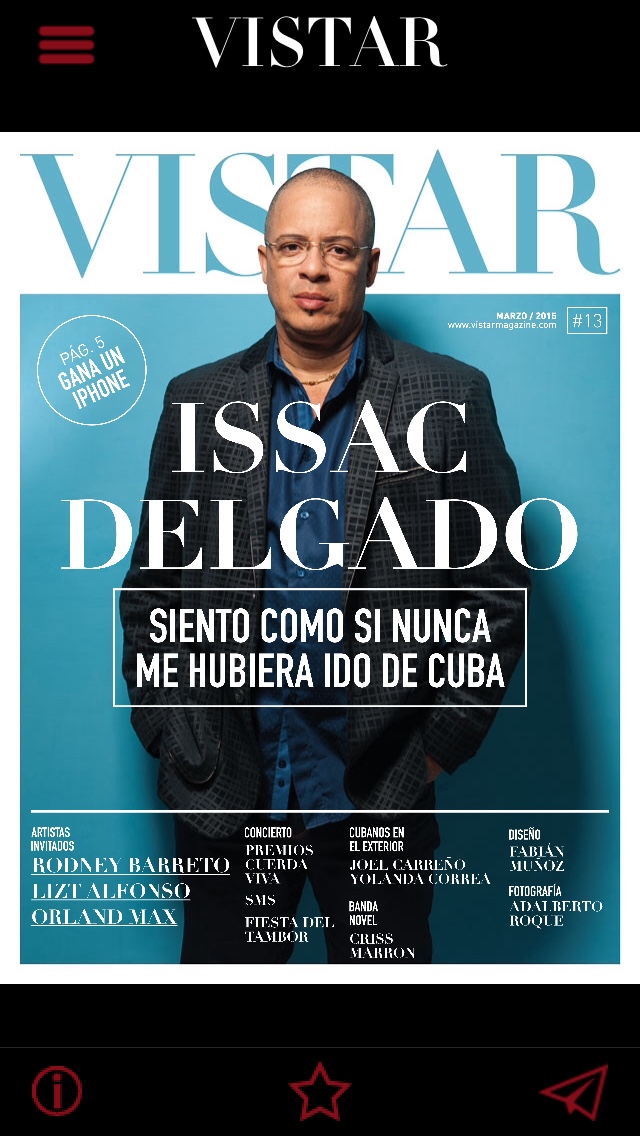 VISTAR
VISTAR
MARZO / 2015
www.vistarmagazine.com
#13
PÁG. 5
GANA UN
IPHONE
ISSAC
DELGADO
SIENTO COMO SI NUNCA
ME HUBIERA IDO DE CUBA
ARTISTAS
INVITADOS
RODNEY BARRETO
LIZT ALFONSO
ORLAND MAX
CONCIERTO
PREMIOS
CUERDA
VIVA
SMS
FIESTA DEL
TAMBOR
CUBANOS EN
EL EXTERIOR
JOEL CARREÑO
YOLANDA CORREA
BANDA
NOVEL
CRISS
MARRON
DISEÑO
FABIÁN
MUÑOZ
FOTOGRAFÍA
ADALBERTO
ROQUE